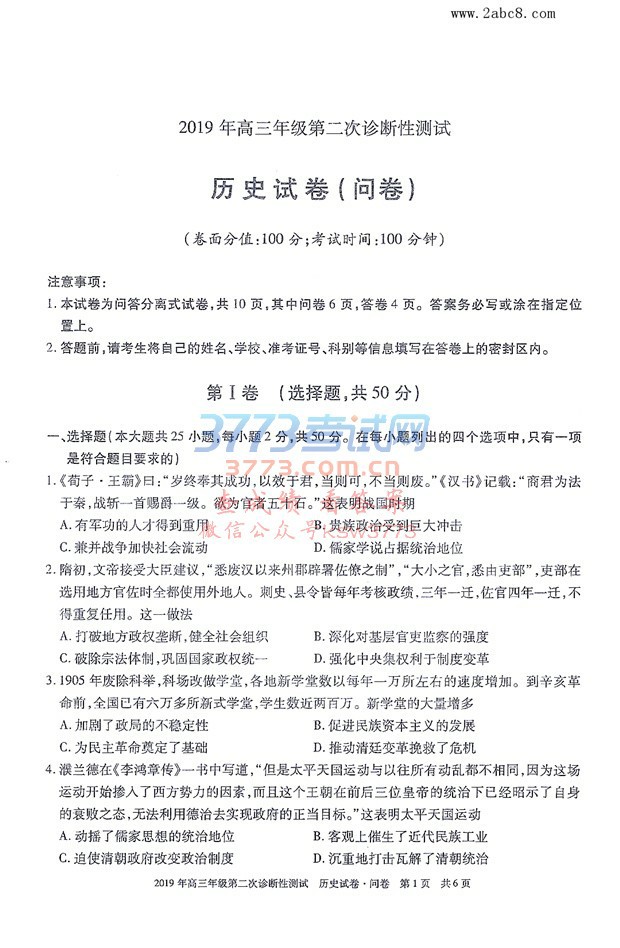 www.2abc8.com
2019 年高三年级第二次诊断性测试
历史试卷(问卷)
(卷面分值:100 分;考试时间:100 分钟)
注意事项:
1. 本试卷为问答分离式试卷,共 10 页,其中问卷 6 页,答卷 4 页。答案务必写或涂在指定位
置上。
2. 答题前,请考生将自己的姓名、学校、准考证号、科别等信息填写在答卷上的密封区内。
第 Ⅰ 卷 (选择题,共 50 分)
3773考试网
一、选择题(本大题共 25 小题,每小题 2 分,共 50 分。在每小题列出的四个选项中,只有一项
是符合题目要求的)
www.3773.com.cn
1.《荀子·王霸》曰:“岁终奉其成功,以效于君,当则可,不当则废。”《汉书》记载:“商君为法
查成绩 看答案
于秦,战斩一首赐爵一级。欲为官者五十石。”这表明战国时期
微信公众号ksw3773
A. 有军功的人才得到重用 B. 贵族政治受到巨大冲击
C. 兼并战争加快社会流动 D. 儒家学说占据统治地位
2. 隋初,文帝接受大臣建议,“悉废汉以来州郡辟署佐僚之制”,“大小之官,悉由吏部”,吏部在
选用地方官佐时全都使用外地人。刺史、县令皆每年考核政绩,三年一迁,佐官四年一迁,不
得重复任用。这一做法
A. 打破地方政权垄断,健全社会组织 B. 深化对基层官吏监察的强度
C. 破除宗法体制,巩固国家政权统一 D. 强化中央集权利于制度变革
3. 1905 年废除科举,科场改做学堂,各地新学堂数以每年一万所左右的速度增加。到辛亥革
命前,全国已有六万多所新式学堂,学生数近两百万。新学堂的大量增多
A. 加剧了政局的不稳定性 B. 促进民族资本主义的发展
C. 为民主革命奠定了基础 D. 推动清廷变革挽救了危机
4. 濮兰德在《李鸿章传》一书中写道,“但是太平天国运动与以往所有动乱都不相同,因为这场
运动开始掺入了西方势力的因素,而且这个王朝在前后三位皇帝的统治下已经昭示了自身
的衰败之态,无法利用德治去实现政府的正当目标。”这表明太平天国运动
A. 动摇了儒家思想的统治地位 B. 客观上催生了近代民族工业
C. 迫使清朝政府改变政治制度 D. 沉重地打击瓦解了清朝统治
2019 年高三年级第二次诊断性测试 历史试卷·问卷 第 1 页 共 6 页